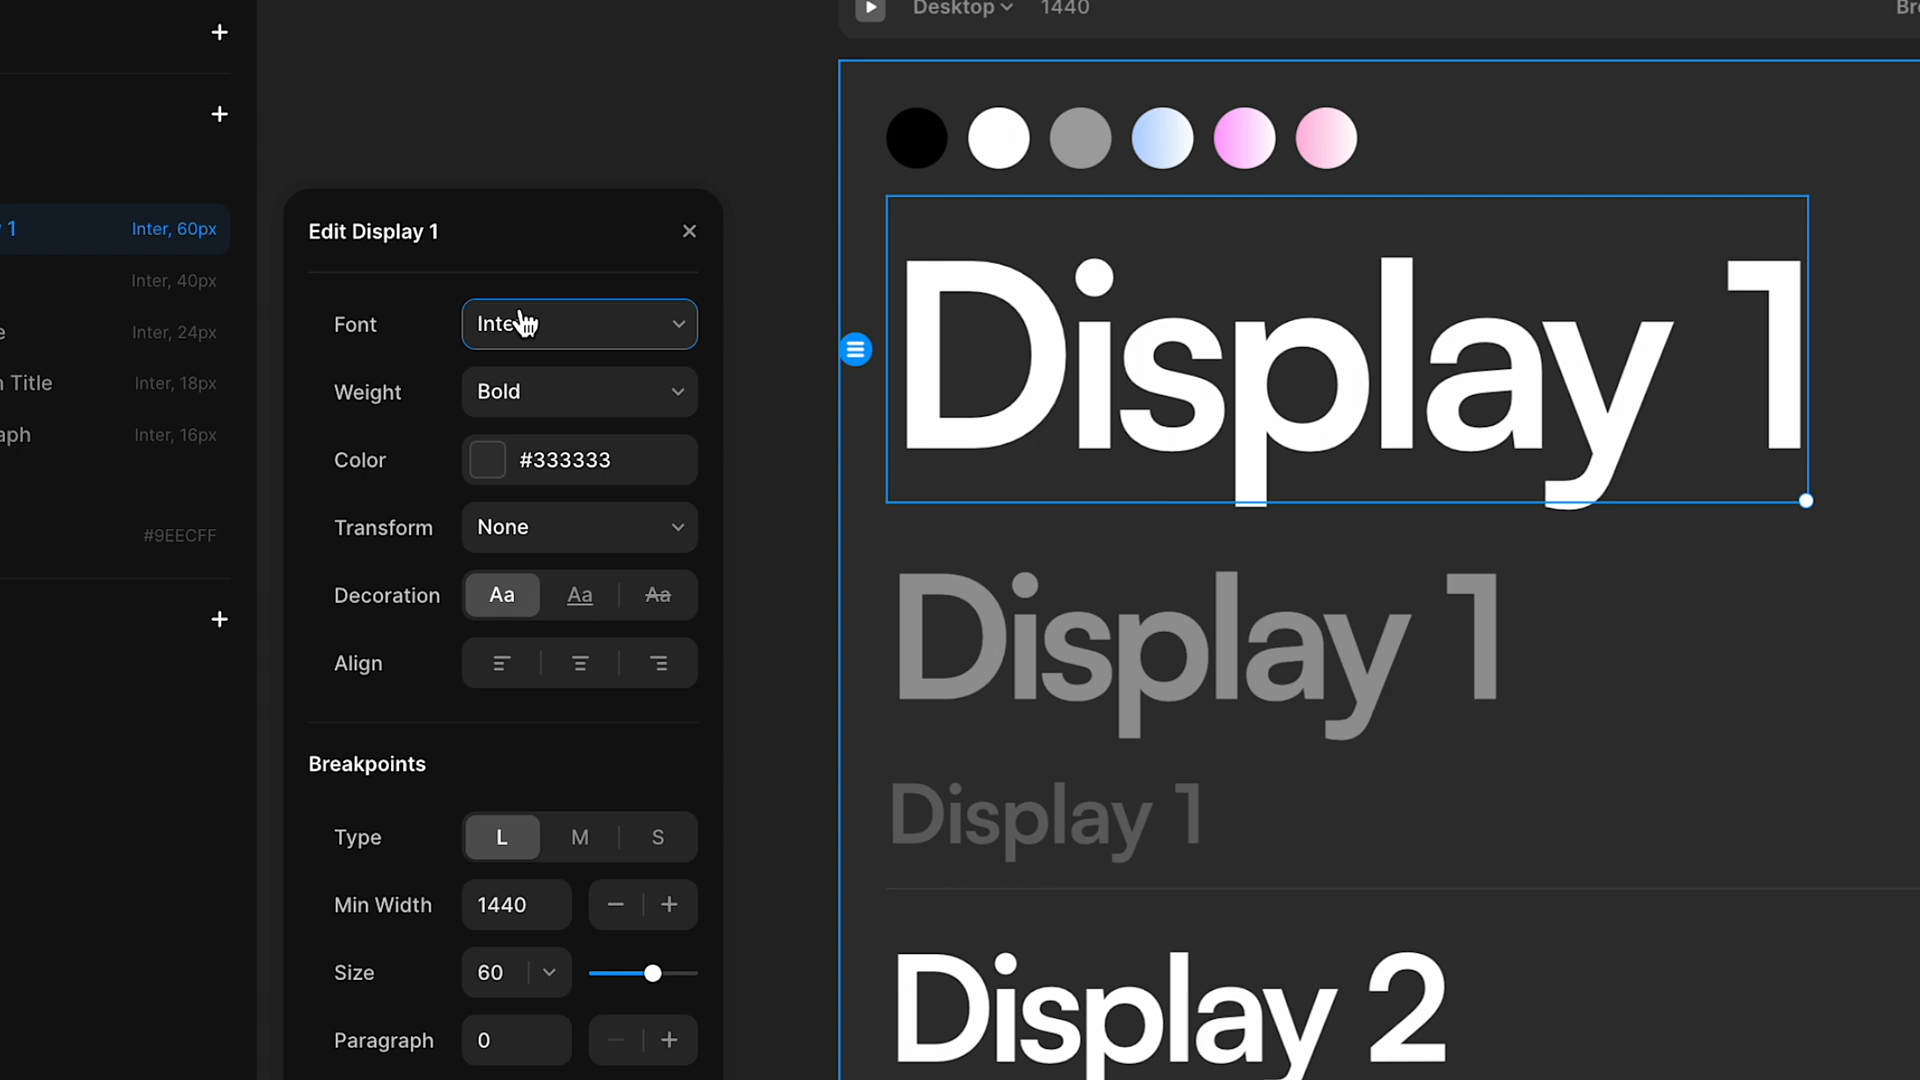 Desktop 1440
1 Inter, 60px
Inter, 40px
Inter, 24px
Title Inter, 18px
Inter, 16px
#9EECFF
Edit Display 1
Font
Weight Bold
Color #333333
Transform None
Decoration Aa Aa Aa
Align
Breakpoints
Type L M S
Min Width 1440
Size 60
Paragraph 0
Display 1
Display 1
Display 1
Display 2